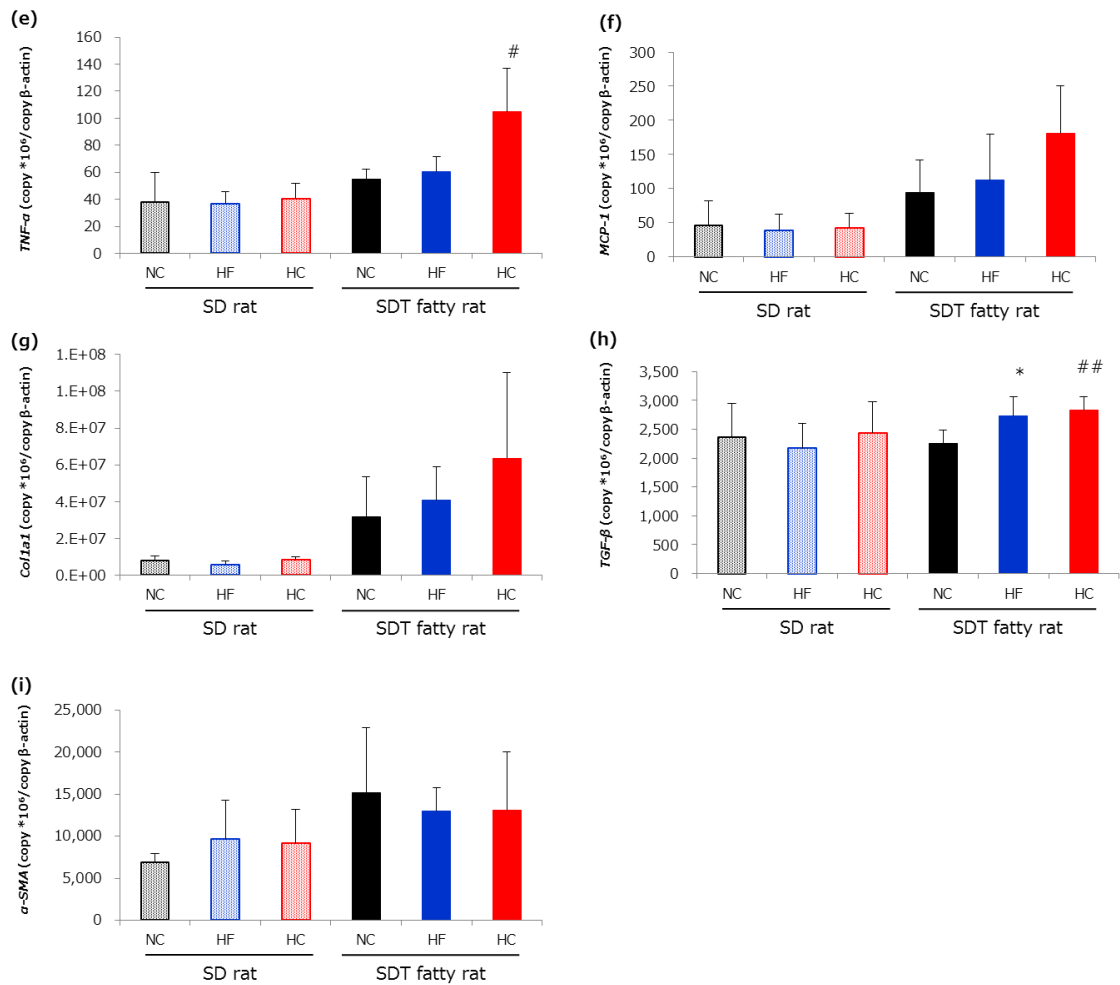 (e)
TNF-α (copy *10⁶/copy β-actin)
160
140
120
100
80
60
40
20
0
#
NC HF HC NC HF HC
SD rat SDT fatty rat
(f)
MCP-1 (copy *10⁶/copy β-actin)
300
250
200
150
100
50
0
NC HF HC NC HF HC
SD rat SDT fatty rat
(g)
Col1a1 (copy *10⁶/copy β-actin)
1.E+08
1.E+08
8.E+07
6.E+07
4.E+07
2.E+07
0.E+00
NC HF HC NC HF HC
SD rat SDT fatty rat
(h)
TGF-β (copy *10⁶/copy β-actin)
3,500
3,000
2,500
2,000
1,500
1,000
500
0
* ##
NC HF HC NC HF HC
SD rat SDT fatty rat
(i)
α-SMA (copy *10⁶/copy β-actin)
25,000
20,000
15,000
10,000
5,000
0
NC HF HC NC HF HC
SD rat SDT fatty rat